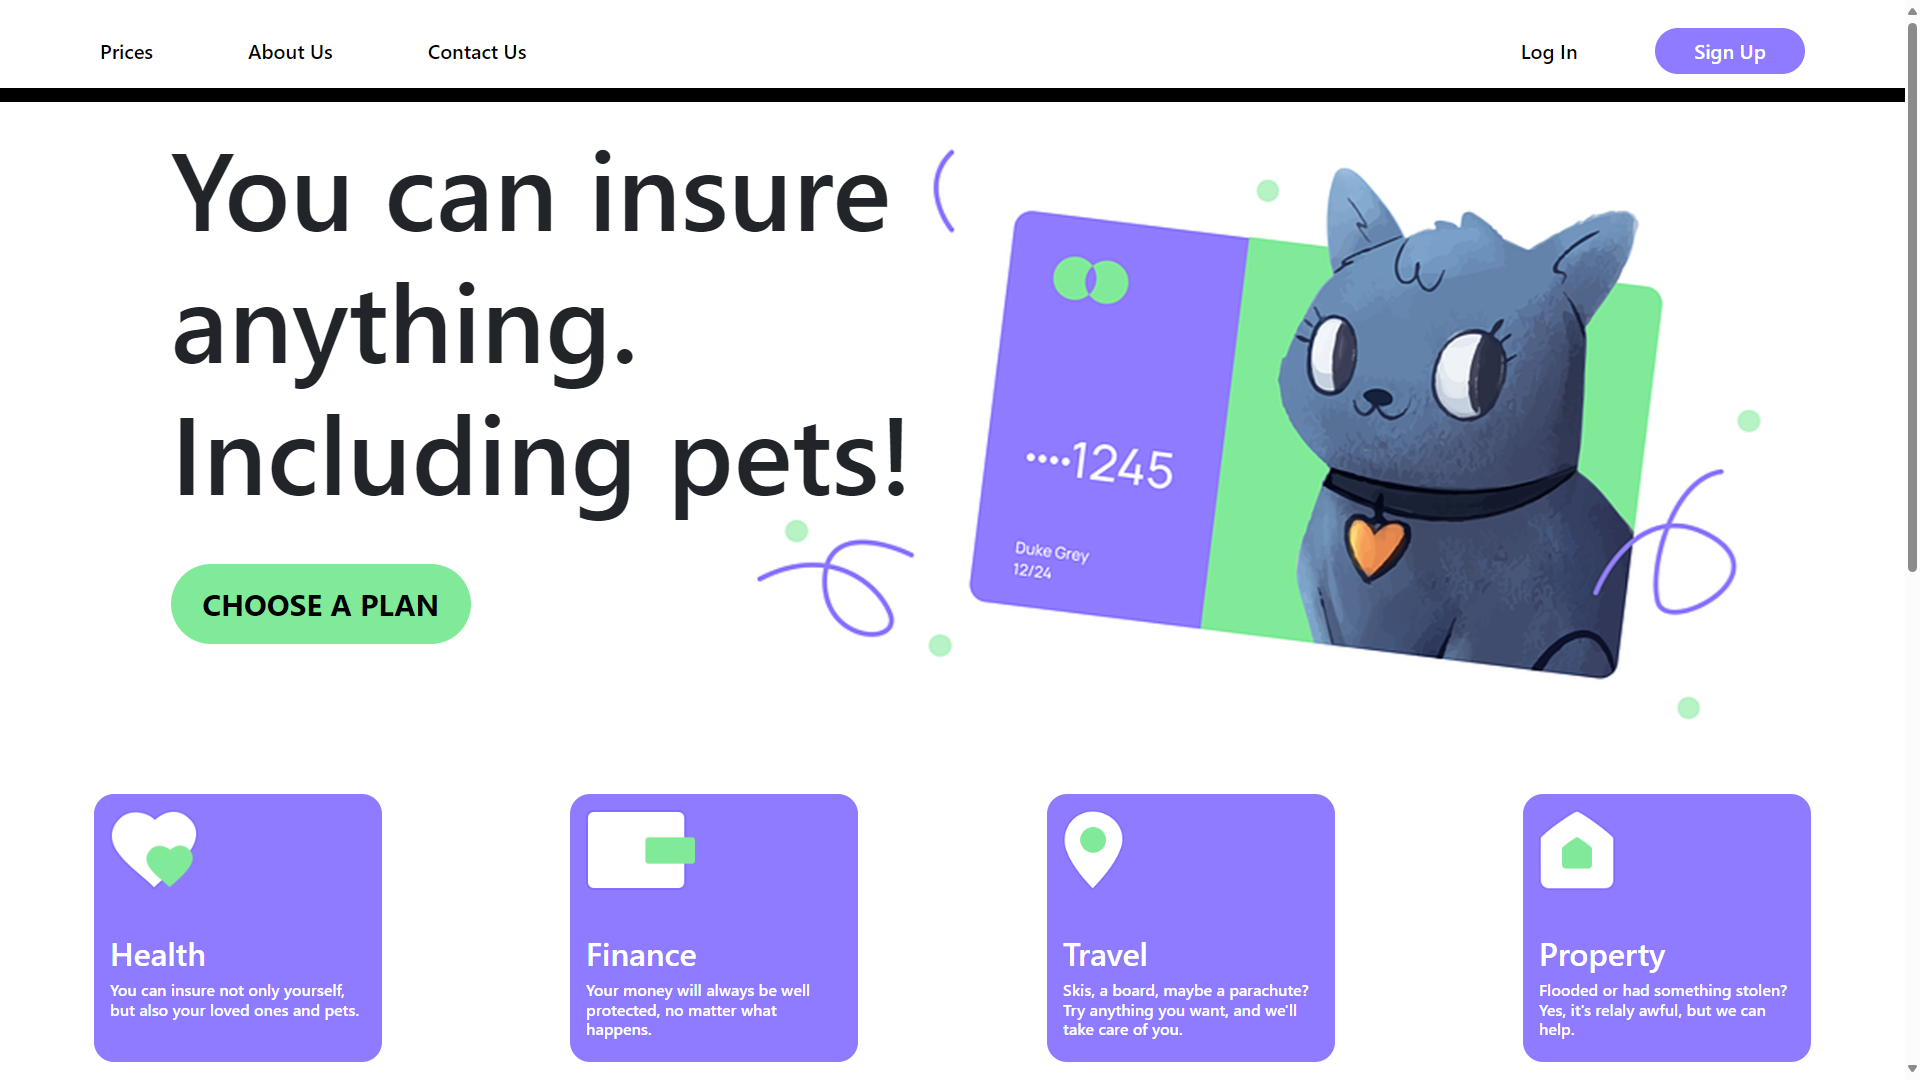 Prices
About Us
Contact Us
Log In
Sign Up
You can insure
anything.
Including pets!
CHOOSE A PLAN
••••1245
Duke Grey
12/24
Health
You can insure not only yourself,
but also your loved ones and pets.
Finance
Your money will always be well
protected, no matter what
happens.
Travel
Skis, a board, maybe a parachute?
Try anything you want, and we'll
take care of you.
Property
Flooded or had something stolen?
Yes, it's relaly awful, but we can
help.